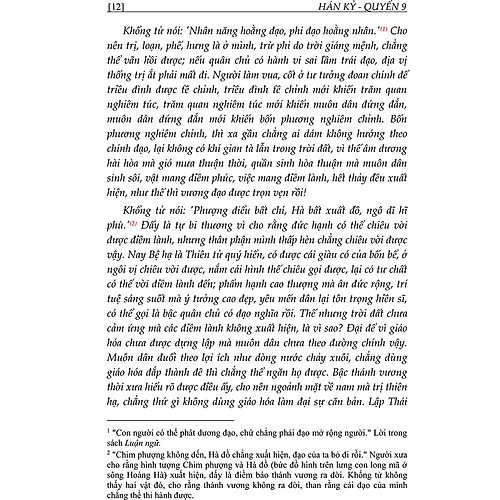 [12] HÁN KỶ - QUYỂN 9
Khổng tử nói: 'Nhân năng hoằng đạo, phi đạo hoằng nhân.'(1) Cho
nên trị, loạn, phế, hưng là ở mình, trừ phi do trời giáng mệnh, chẳng
thể vãn hồi được; nếu quân chủ có hành vi sai lầm trái đạo, địa vị
thống trị ắt phải mất đi. Người làm vua, cốt ở tư tưởng đoan chính để
triều đình được tề chỉnh, triều đình tề chỉnh mới khiến trăm quan
nghiêm túc, trăm quan nghiêm túc mới khiến muôn dân đứng đắn,
muôn dân đứng đắn mới khiến bốn phương nghiêm chỉnh. Bốn
phương nghiêm chỉnh, thì xa gần chẳng ai dám không hướng theo
chính đạo, lại không có khí gian tà lẫn trong trời đất, vì thế âm dương
hài hòa mà gió mưa thuận thời, quần sinh hòa thuận mà muôn dân
sinh sôi, vật mang điềm phúc, việc mang điềm lành, hết thảy đều xuất
hiện, như thế thì vương đạo được trọn vẹn rồi!
Khổng tử nói: 'Phượng điểu bất chí, Hà bất xuất đồ, ngô dĩ hĩ
phù.'(2) Đấy là tự bi thương vì cho rằng đức hạnh có thể chiêu vời
được điềm lành, nhưng thân phận mình thấp hèn chẳng chiêu vời được
vậy. Nay Bệ hạ là Thiên tử quý hiển, có được cái giàu có của bốn bể, ở
ngôi vị chiêu vời được, nắm cái hình thế chiêu gọi được, lại có tư chất
có thể vời điềm lành đến; phẩm hạnh cao thượng mà ân đức rộng, trí
tuệ sáng suốt mà ý tưởng cao đẹp, yêu mến dân lại tôn trọng hiền sĩ,
có thể gọi là bậc quân chủ có đạo nghĩa rồi. Thế nhưng trời đất chưa
cảm ứng mà các điềm lành không xuất hiện, là vì sao? Đại để vì giáo
hóa chưa được dựng lập mà muôn dân chưa theo đường chính vậy.
Muôn dân đuổi theo lợi ích như dòng nước chảy xuôi, chẳng dùng
giáo hóa đắp thành đê thì chẳng thể ngăn họ được. Bậc thánh vương
thời xưa hiểu rõ được điều ấy, cho nên ngoảnh mặt về nam mà trị thiên
hạ, chẳng thứ gì không dùng giáo hóa làm đại sự căn bản. Lập Thái
1 "Con người có thể phát dương đạo, chứ chẳng phải đạo mở rộng người." Lời trong
sách Luận ngữ.
2 "Chim phượng không đến, Hà đồ chẳng xuất hiện, đạo của ta bỏ đi rồi." Người xưa
cho rằng hình tượng Chim phượng và Hà đồ (bức đồ hình trên lưng con long mã ở
sông Hoàng Hà) xuất hiện, đấy là điềm báo thánh vương ra đời. Khổng tử không
thấy hai vật đó, cho rằng thánh vương không ra đời, than rằng cái đạo của mình
chẳng thể thi hành được.